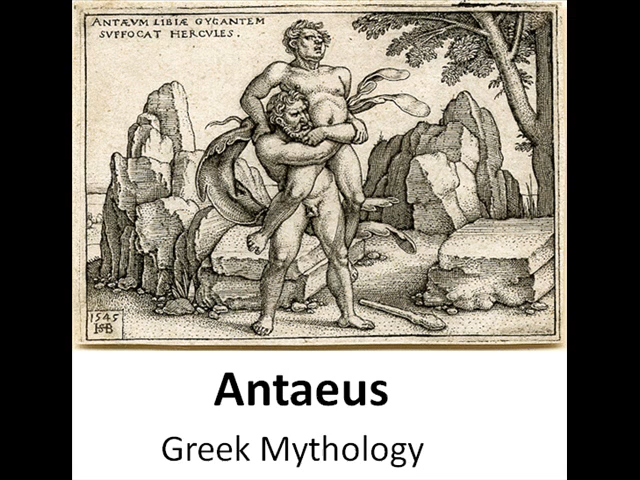 ANTÆVM LIBIÆ GYGANTEM
SVFFOCAT HERCVLES.
1545
HSB
Antaeus
Greek Mythology